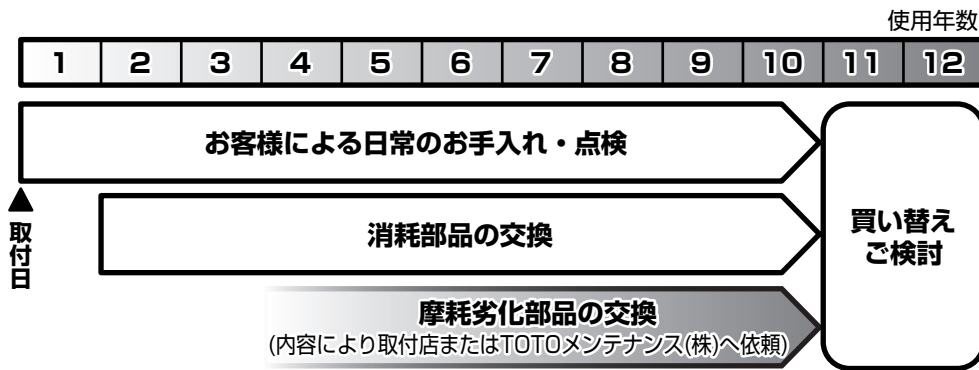 使用年数
1 2 3 4 5 6 7 8 9 10 11 12
お客様による日常のお手入れ・点検
取付日
消耗部品の交換
買い替え
ご検討
摩耗劣化部品の交換
(内容により取付店またはTOTOメンテナンス(株)へ依頼)